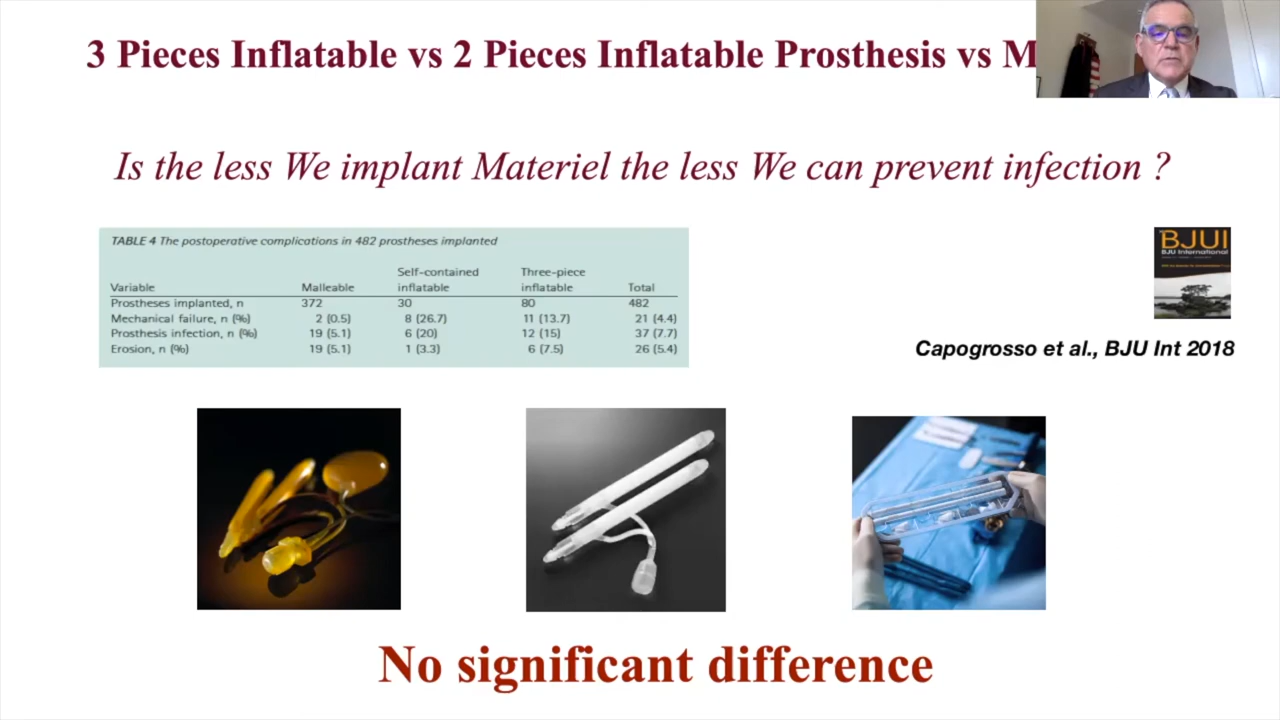 3 Pieces Inflatable vs 2 Pieces Inflatable Prosthesis vs M
Is the less We implant Materiel the less We can prevent infection ?
TABLE 4 The postoperative complications in 482 prostheses implanted
Variable Malleable Self-contained inflatable Three-piece inflatable Total
Prostheses implanted, n 372 30 80 482
Mechanical failure, n (%) 2 (0.5) 8 (26.7) 11 (13.7) 21 (4.4)
Prosthesis infection, n (%) 19 (5.1) 6 (20) 12 (15) 37 (7.7)
Erosion, n (%) 19 (5.1) 1 (3.3) 6 (7.5) 26 (5.4)
BJUI
BJU International
Capogrosso et al., BJU Int 2018
No significant difference